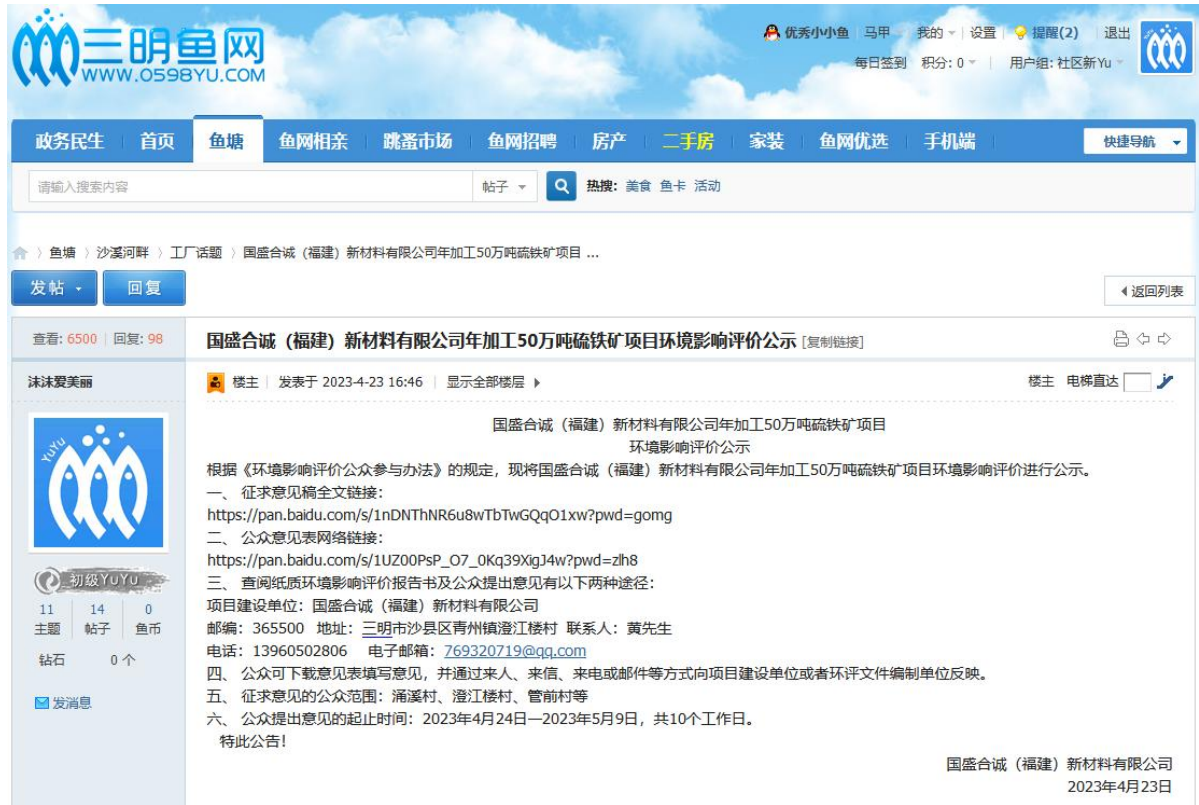 三明鱼网
WWW.0598YU.COM
优秀小小鱼 马甲 我的 设置 提醒(2) 退出
每日签到 积分: 0 用户组: 社区新Yu
政务民生 首页 鱼塘 鱼网相亲 跳蚤市场 鱼网招聘 房产 二手房 家装 鱼网优选 手机端 快捷导航
请输入搜索内容 帖子 热搜: 美食 鱼卡 活动
鱼塘 〉 沙溪河畔 〉 工厂话题 〉 国盛合诚（福建）新材料有限公司年加工50万吨硫铁矿项目 ...
发帖 回复 返回列表
查看: 6500 | 回复: 98
国盛合诚（福建）新材料有限公司年加工50万吨硫铁矿项目环境影响评价公示 [复制链接]
沫沫爱美丽
楼主 | 发表于 2023-4-23 16:46 | 显示全部楼层
楼主 电梯直达
YuYu
初级YUYU
11 14 0
主题 帖子 鱼币
钻石 0 个
发消息
国盛合诚（福建）新材料有限公司年加工50万吨硫铁矿项目
环境影响评价公示
根据《环境影响评价公众参与办法》的规定，现将国盛合诚（福建）新材料有限公司年加工50万吨硫铁矿项目环境影响评价进行公示。
一、 征求意见稿全文链接：
https://pan.baidu.com/s/1nDNThNR6u8wTbTwGQqO1xw?pwd=gomg
二、 公众意见表网络链接：
https://pan.baidu.com/s/1UZ00PsP_O7_0Kq39XigJ4w?pwd=zlh8
三、 查阅纸质环境影响评价报告书及公众提出意见有以下两种途径：
项目建设单位：国盛合诚（福建）新材料有限公司
邮编：365500 地址：三明市沙县区青州镇澄江楼村 联系人：黄先生
电话：13960502806 电子邮箱：769320719@qq.com
四、 公众可下载意见表填写意见，并通过来人、来信、来电或邮件等方式向项目建设单位或者环评文件编制单位反映。
五、 征求意见的公众范围：涌溪村、澄江楼村、管前村等
六、 公众提出意见的起止时间：2023年4月24日—2023年5月9日，共10个工作日。
特此公告！
国盛合诚（福建）新材料有限公司
2023年4月23日